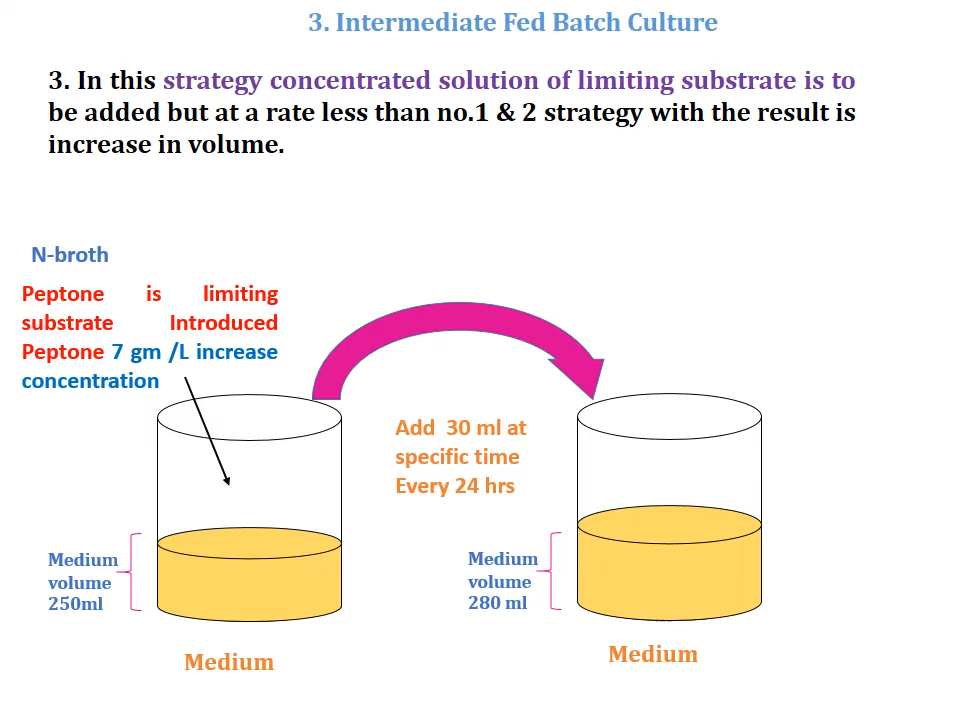 3. Intermediate Fed Batch Culture
3. In this strategy concentrated solution of limiting substrate is to
be added but at a rate less than no.1 & 2 strategy with the result is
increase in volume.
N-broth
Peptone is limiting
substrate Introduced
Peptone 7 gm /L increase
concentration
Add 30 ml at
specific time
Every 24 hrs
Medium
volume
250ml
Medium
volume
280 ml
Medium
Medium